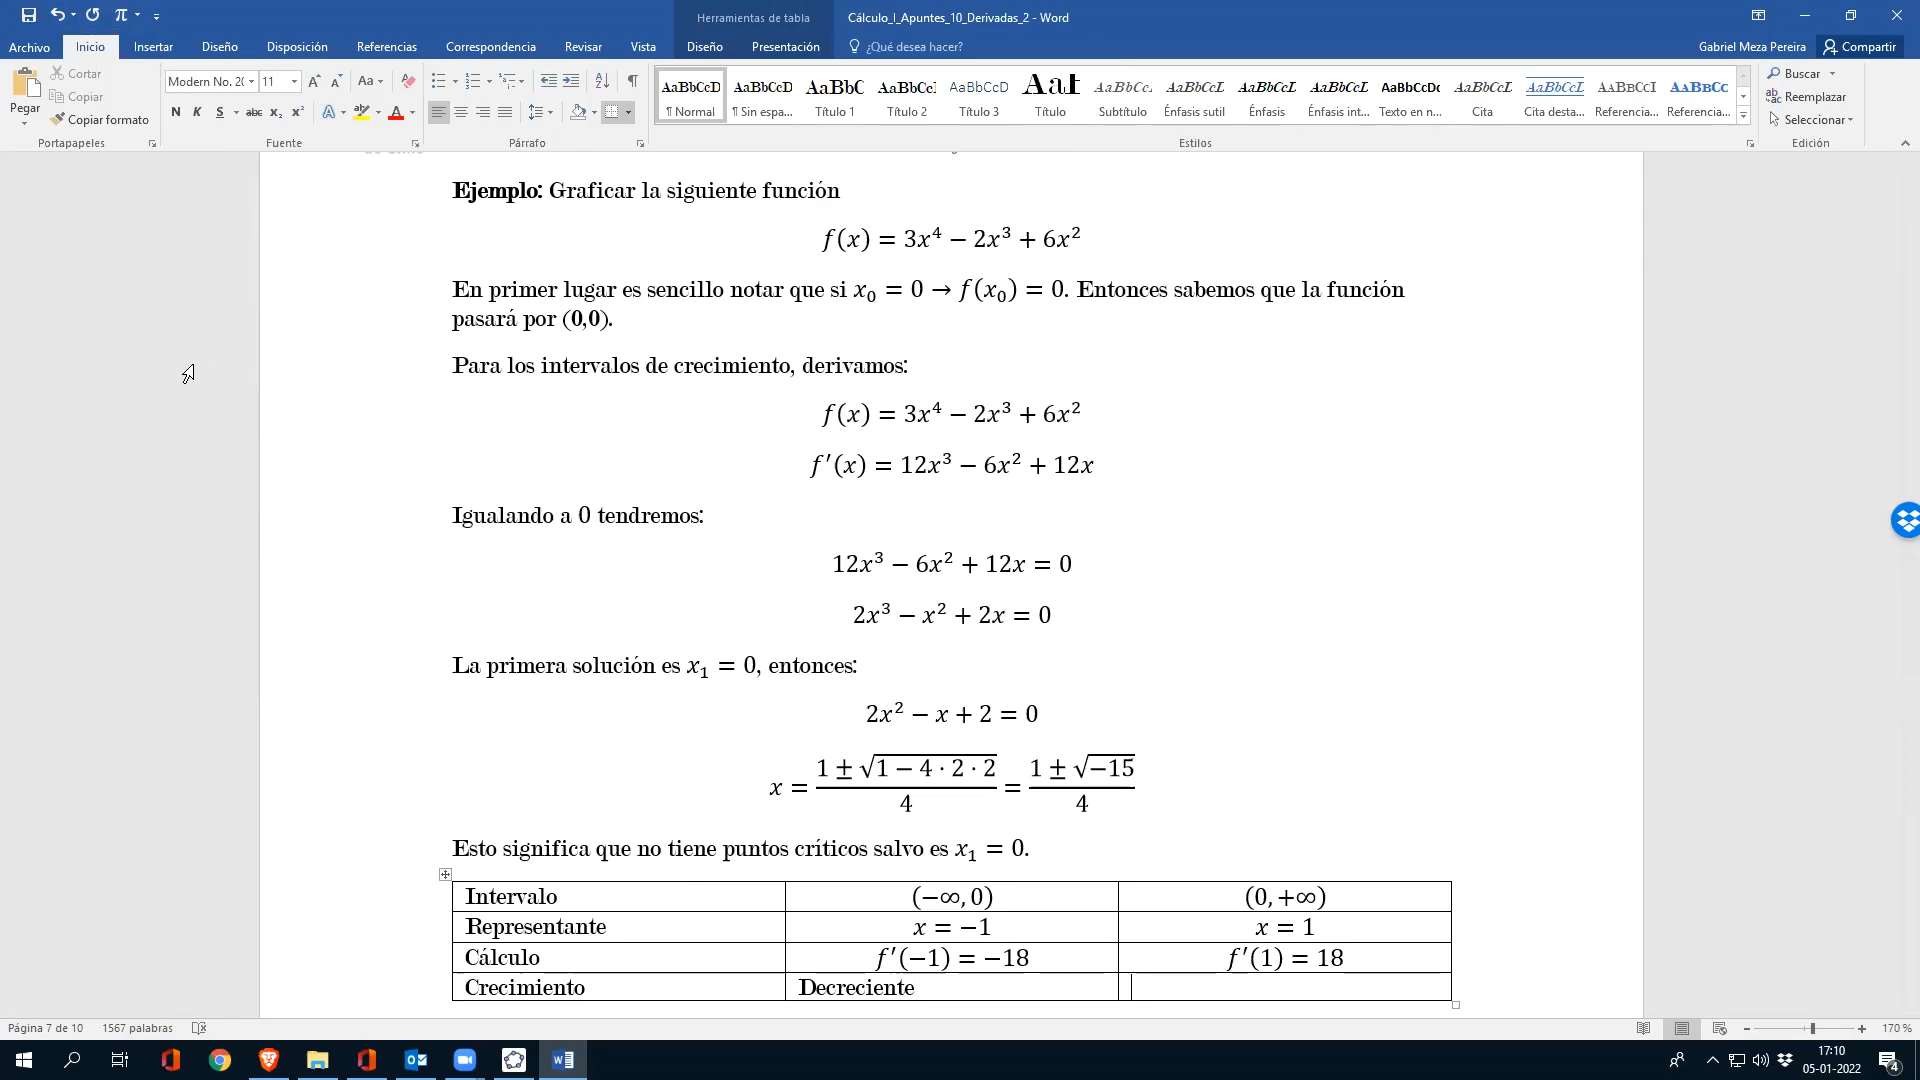 Herramientas de tabla
Cálculo_I_Apuntes_10_Derivadas_2 - Word
Archivo Inicio Insertar Diseño Disposición Referencias Correspondencia Revisar Vista Diseño Presentación ¿Qué desea hacer? Gabriel Meza Pereira Compartir
Pegar
Cortar
Copiar
Copiar formato
Portapapeles
Modern No. 20 11
N K S abc x₂ x²
Fuente
Párrafo
AaBbCcD AaBbCcD AaBbC AaBbCcI AaBbCcD AaB AaBbCcL AaBbCcL AaBbCcL AaBbCcL AaBbCcDc AaBbCcL AaBbCcL AABBCCI AABBCC
¶ Normal ¶ Sin espa... Título 1 Título 2 Título 3 Título Subtítulo Énfasis sutil Énfasis Énfasis int... Texto en n... Cita Cita desta... Referencia... Referencia...
Estilos
Buscar
Reemplazar
Seleccionar
Edición
Ejemplo: Graficar la siguiente función
f(x) = 3x⁴ − 2x³ + 6x²
En primer lugar es sencillo notar que si x₀ = 0 → f(x₀) = 0. Entonces sabemos que la función
pasará por (0,0).
Para los intervalos de crecimiento, derivamos:
f(x) = 3x⁴ − 2x³ + 6x²
f′(x) = 12x³ − 6x² + 12x
Igualando a 0 tendremos:
12x³ − 6x² + 12x = 0
2x³ − x² + 2x = 0
La primera solución es x₁ = 0, entonces:
2x² − x + 2 = 0
x = (1 ± √(1 − 4 · 2 · 2))/4 = (1 ± √(−15))/4
Esto significa que no tiene puntos críticos salvo es x₁ = 0.
Intervalo (−∞, 0) (0, +∞)
Representante x = −1 x = 1
Cálculo f′(−1) = −18 f′(1) = 18
Crecimiento Decreciente
Página 7 de 10 1567 palabras 170 %
17:10
05-01-2022
4